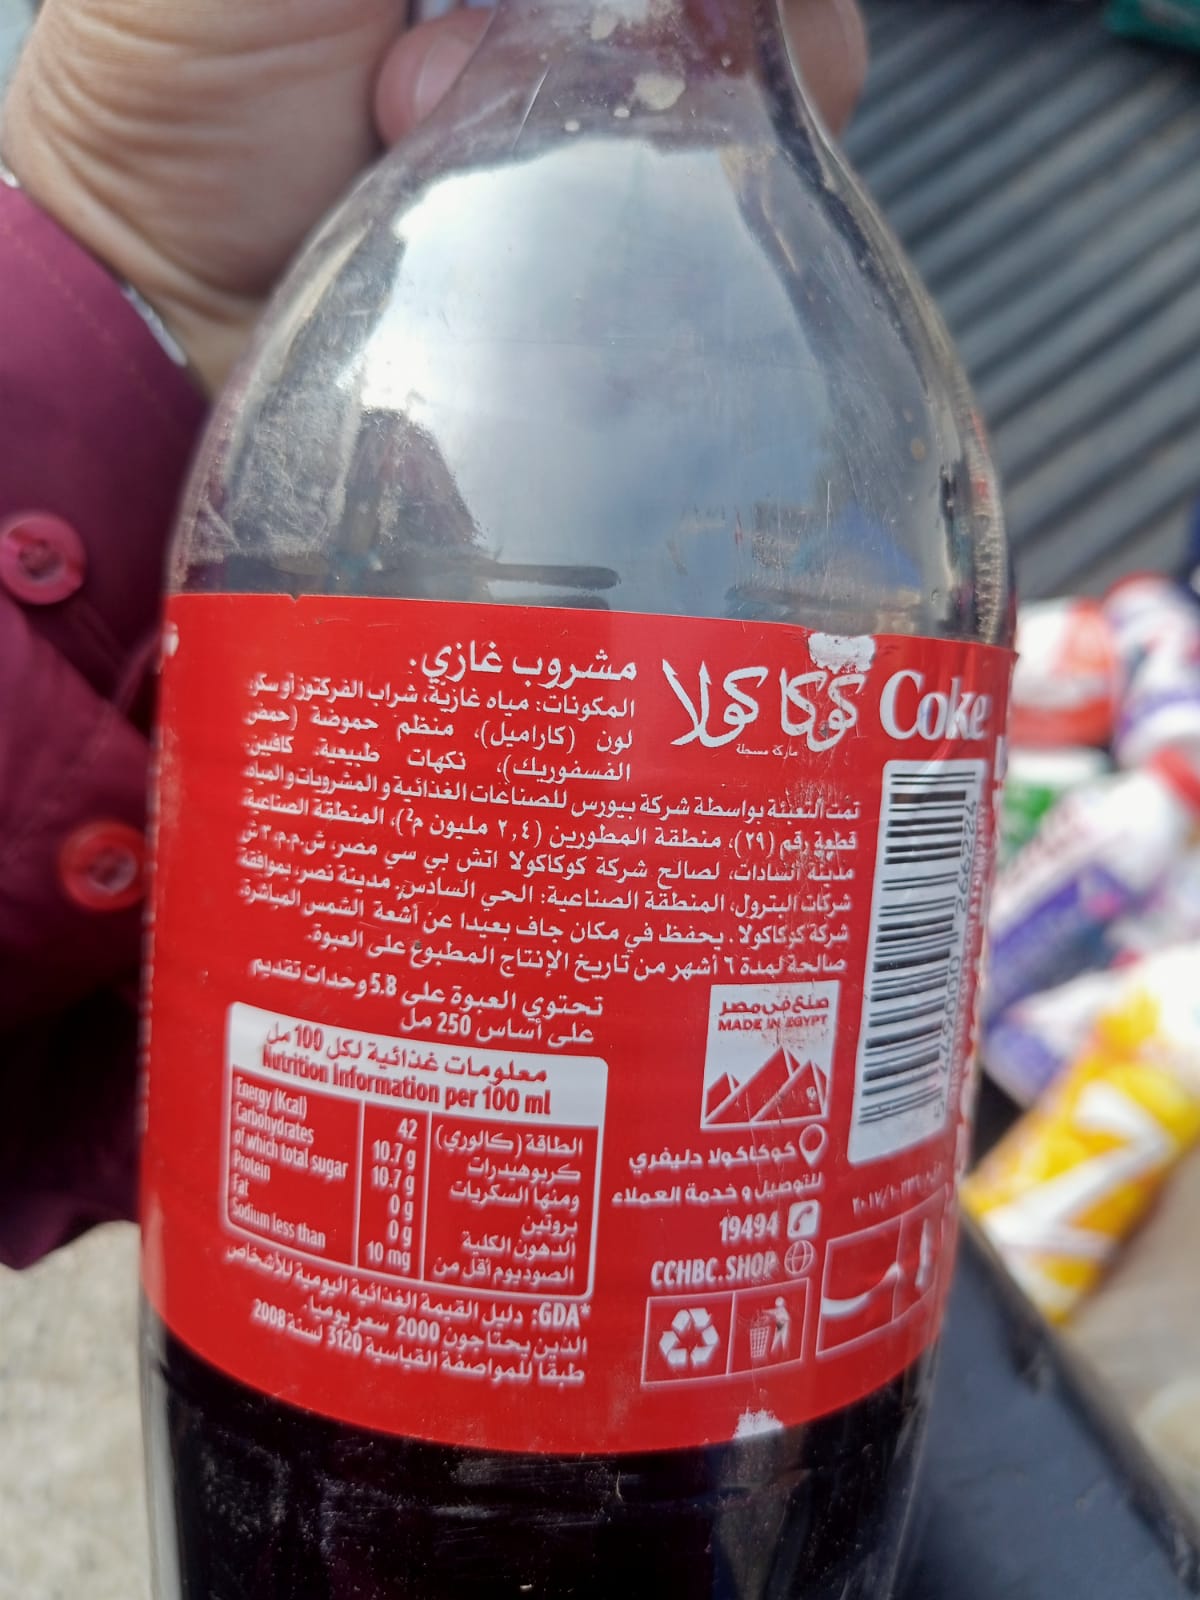 كوكاكولا Coke
ماركة مسجلة
مشروب غازي.
المكونات: مياه غازية، شراب الفركتوز أو سكر،
لون (كاراميل)، منظم حموضة (حمض
الفسفوريك)، نكهات طبيعية، كافيين.
تمت التعبئة بواسطة شركة بيورس للصناعات الغذائية و المشروبات والمياه
قطعة رقم (٢٩)، منطقة المطورين (٢,٤ مليون م²)، المنطقة الصناعية
مدينة السادات، لصالح شركة كوكاكولا اتش بي سي مصر، ش.م.م. ٣ ش
شركات البترول، المنطقة الصناعية: الحي السادس: مدينة نصر، بموافقة
شركة كوكاكولا. يحفظ في مكان جاف بعيدا عن أشعة الشمس المباشرة،
صالحة لمدة ٦ أشهر من تاريخ الإنتاج المطبوع على العبوة.
تحتوي العبوة على 5.8 وحدات تقديم
على أساس 250 مل
معلومات غذائية لكل 100 مل
Nutrition Information per 100 ml
Energy (Kcal) 42 الطاقة (كالوري)
Carbohydrates 10.7 g كربوهيدرات
of which total sugar 10.7 g ومنها السكريات
Protein 0 g بروتين
Fat 0 g الدهون الكلية
Sodium less than 10 mg الصوديوم أقل من
*GDA: دليل القيمة الغذائية اليومية للأشخاص
الذين يحتاجون 2000 سعر يوميا.
طبقا للمواصفة القياسية 3120 لسنة 2008
صنع في مصر
MADE IN EGYPT
كوكاكولا دليفري
للتوصيل و خدمة العملاء
19494
CCHBC.SHOP